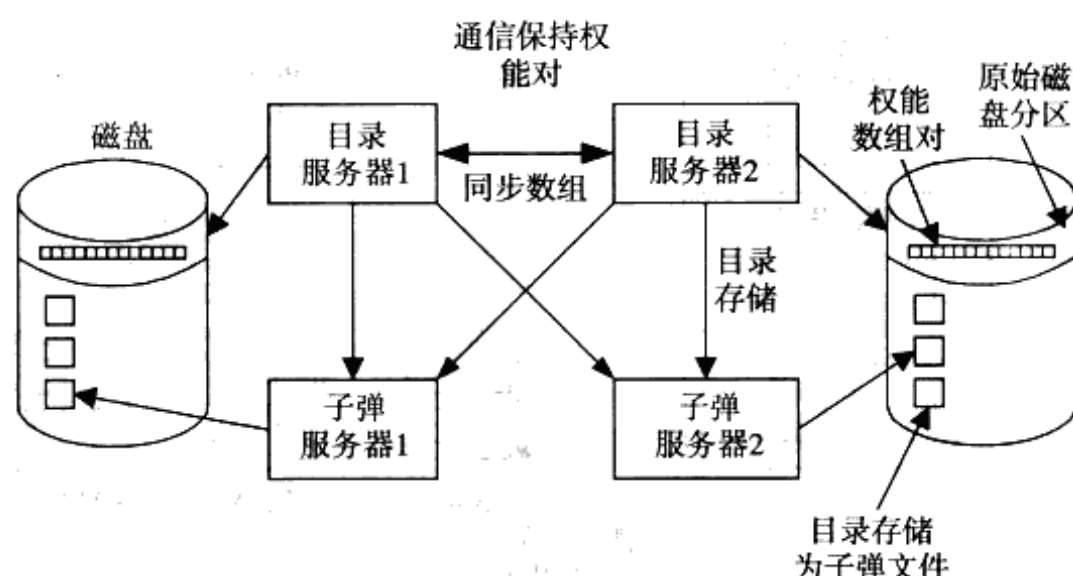 通信保持权
能对
磁盘
目录
服务器1
同步数组
目录
服务器2
权能
数组对
原始磁
盘分区
目录
存储
子弹
服务器1
子弹
服务器2
目录存储
为子弹文件